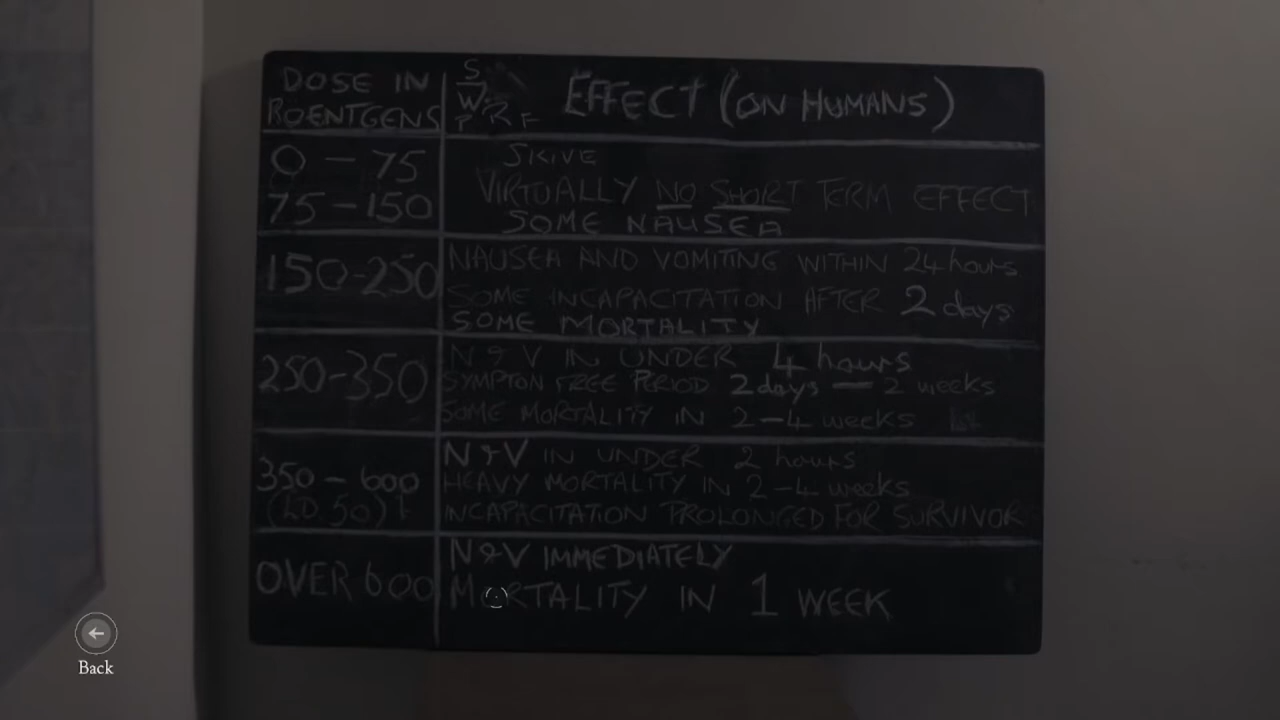 DOSE IN
ROENTGENS
EFFECT (ON HUMANS)
0 – 75
SKIVE
VIRTUALLY NO SHORT TERM EFFECT
75 – 150
SOME NAUSEA
150-250
NAUSEA AND VOMITING WITHIN 24 hours
SOME INCAPACITATION AFTER 2 days
SOME MORTALITY
250-350
N & V IN UNDER 4 hours
SYMPTON FREE PERIOD 2 days — 2 weeks
SOME MORTALITY IN 2-4 weeks
350 – 600
(LD 50)
N & V IN UNDER 2 hours
HEAVY MORTALITY IN 2-4 weeks
INCAPACITATION PROLONGED FOR SURVIVOR
OVER 600
N & V IMMEDIATELY
MORTALITY IN 1 WEEK
Back